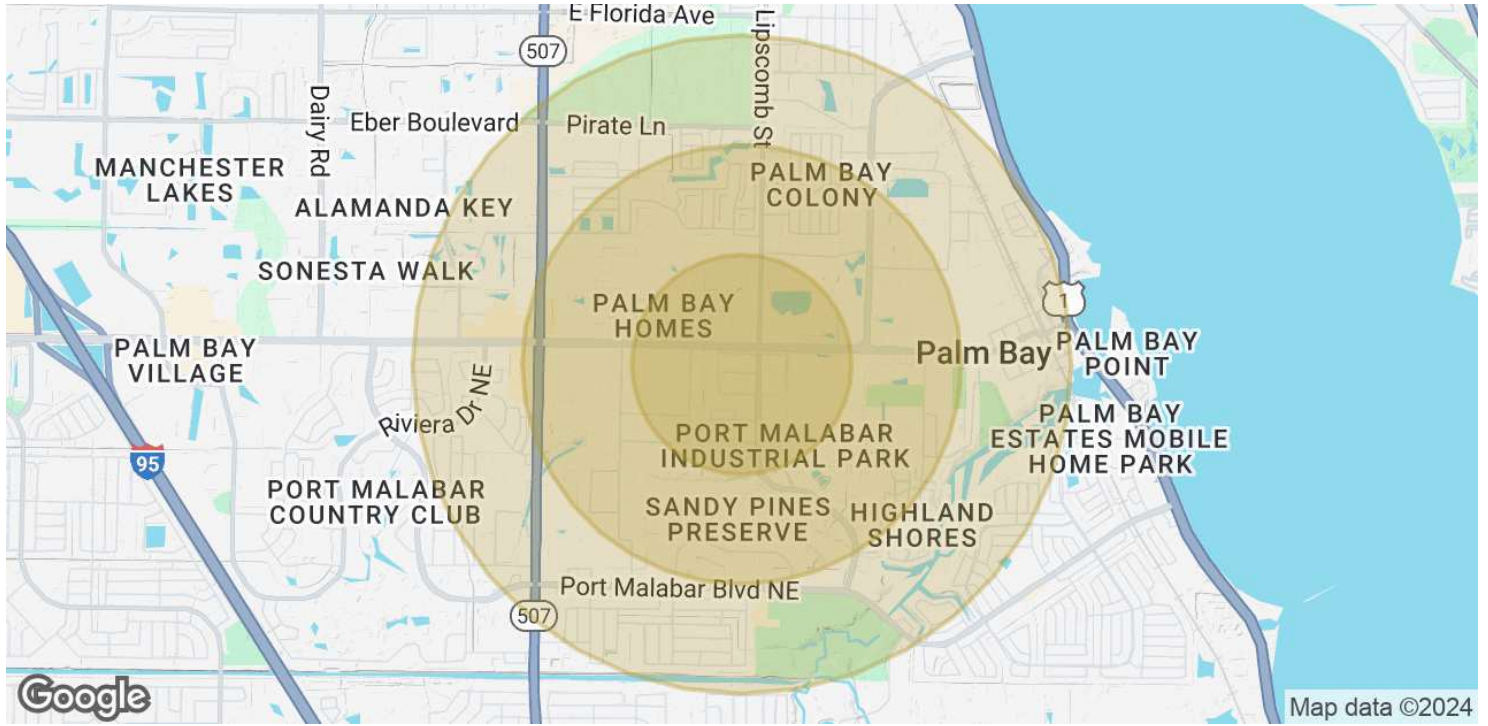 E Florida Ave
Lipscomb St
507
Dairy Rd
Eber Boulevard
Pirate Ln
MANCHESTER
LAKES
PALM BAY
COLONY
ALAMANDA KEY
SONESTA WALK
PALM BAY
HOMES
1
PALM BAY
VILLAGE
Palm Bay
PALM BAY
POINT
Riviera Dr NE
PALM BAY
ESTATES MOBILE
HOME PARK
PORT MALABAR
INDUSTRIAL PARK
95
PORT MALABAR
COUNTRY CLUB
SANDY PINES
PRESERVE
HIGHLAND
SHORES
Port Malabar Blvd NE
507
Google
Map data ©2024